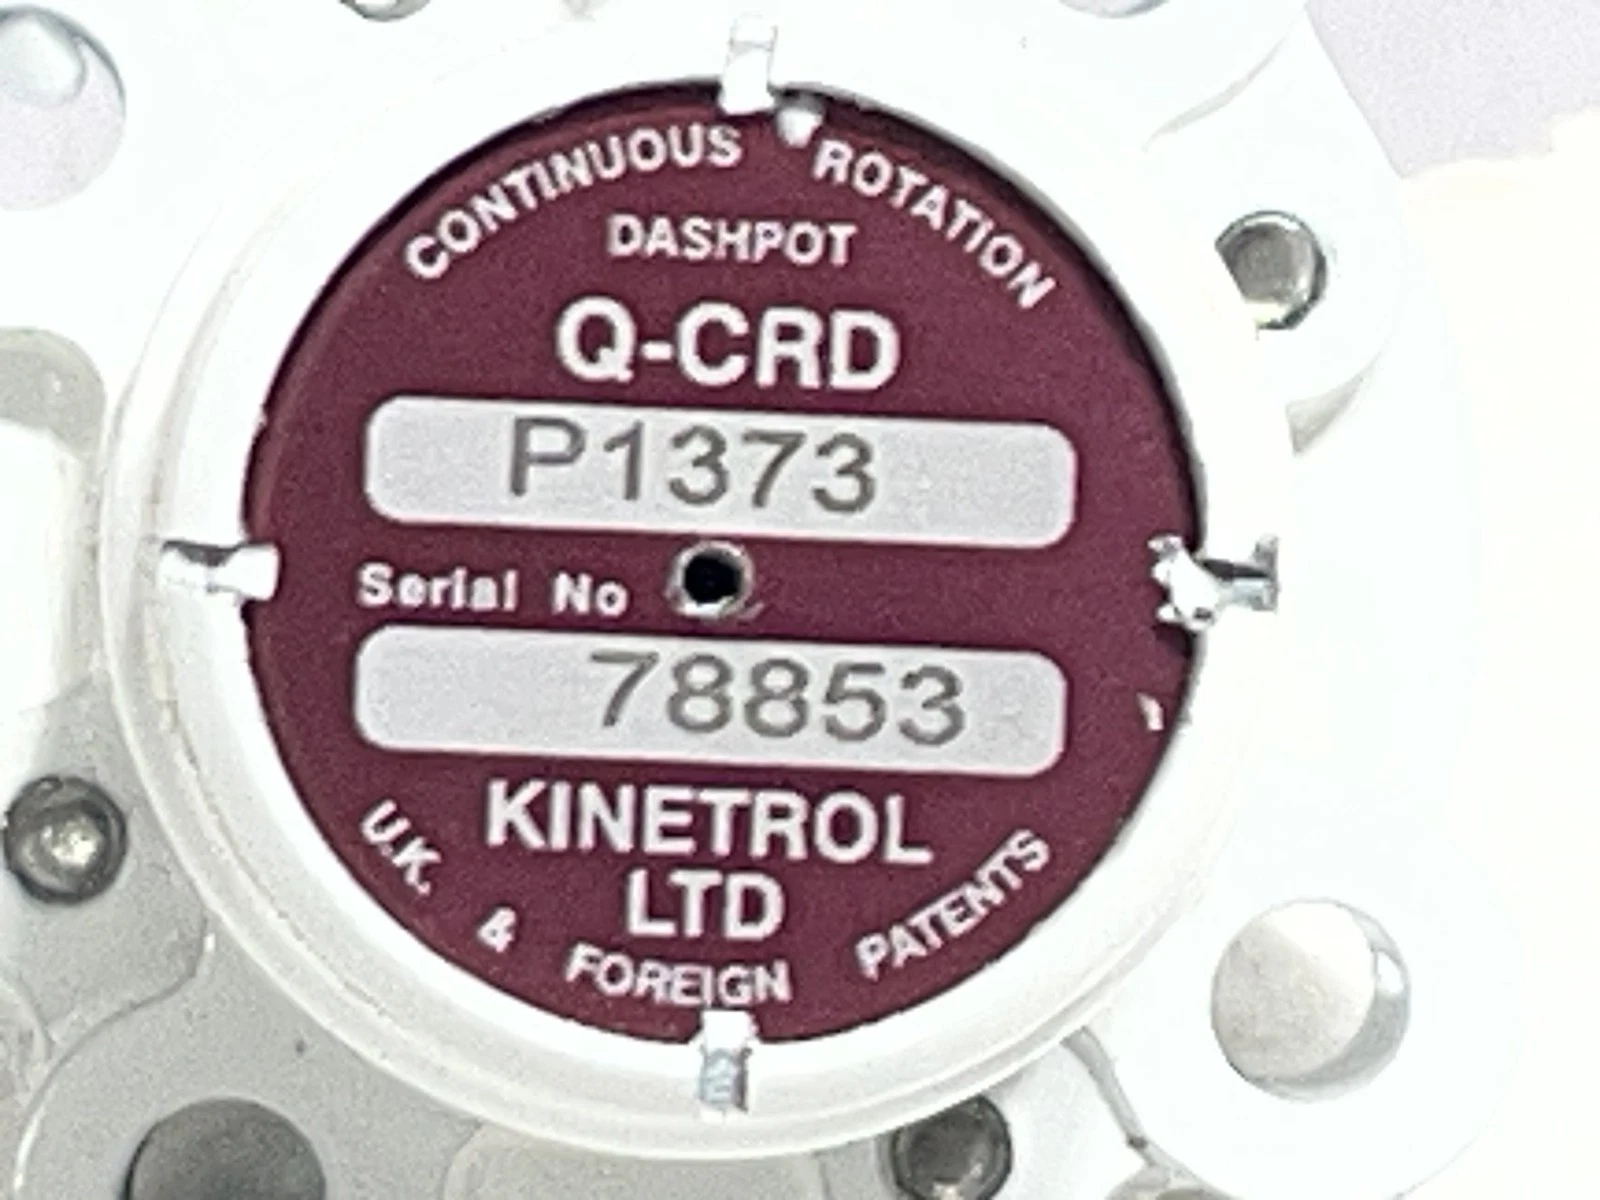 CONTINUOUS ROTATION
DASHPOT
Q-CRD
P1373
Serial No
78853
KINETROL
LTD
U.K. & FOREIGN PATENTS